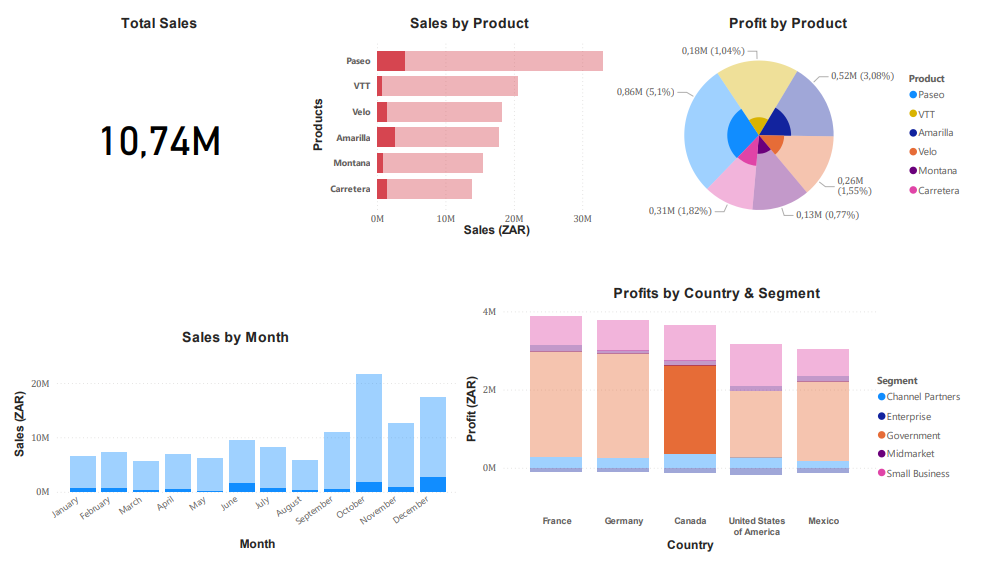 Total Sales
10,74M
Sales by Product
Products
Paseo
VTT
Velo
Amarilla
Montana
Carretera
0M 10M 20M 30M
Sales (ZAR)
Profit by Product
0,18M (1,04%)
0,52M (3,08%)
0,86M (5,1%)
0,26M
(1,55%)
0,31M (1,82%)
0,13M (0,77%)
Product
Paseo
VTT
Amarilla
Velo
Montana
Carretera
Sales by Month
Sales (ZAR)
20M
10M
0M
January February March April May June July August September October November December
Month
Profits by Country & Segment
Profit (ZAR)
4M
2M
0M
France Germany Canada United States Mexico
of America
Country
Segment
Channel Partners
Enterprise
Government
Midmarket
Small Business